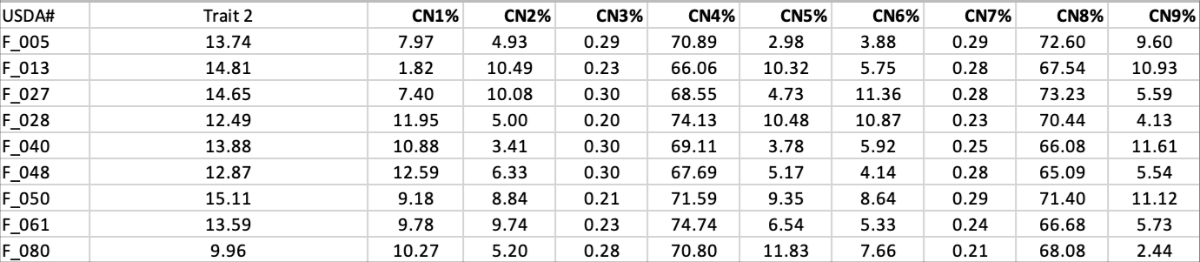 USDA# Trait 2 CN1% CN2% CN3% CN4% CN5% CN6% CN7% CN8% CN9%
F_005 13.74 7.97 4.93 0.29 70.89 2.98 3.88 0.29 72.60 9.60
F_013 14.81 1.82 10.49 0.23 66.06 10.32 5.75 0.28 67.54 10.93
F_027 14.65 7.40 10.08 0.30 68.55 4.73 11.36 0.28 73.23 5.59
F_028 12.49 11.95 5.00 0.20 74.13 10.48 10.87 0.23 70.44 4.13
F_040 13.88 10.88 3.41 0.30 69.11 3.78 5.92 0.25 66.08 11.61
F_048 12.87 12.59 6.33 0.30 67.69 5.17 4.14 0.28 65.09 5.54
F_050 15.11 9.18 8.84 0.21 71.59 9.35 8.64 0.29 71.40 11.12
F_061 13.59 9.78 9.74 0.23 74.74 6.54 5.33 0.24 66.68 5.73
F_080 9.96 10.27 5.20 0.28 70.80 11.83 7.66 0.21 68.08 2.44